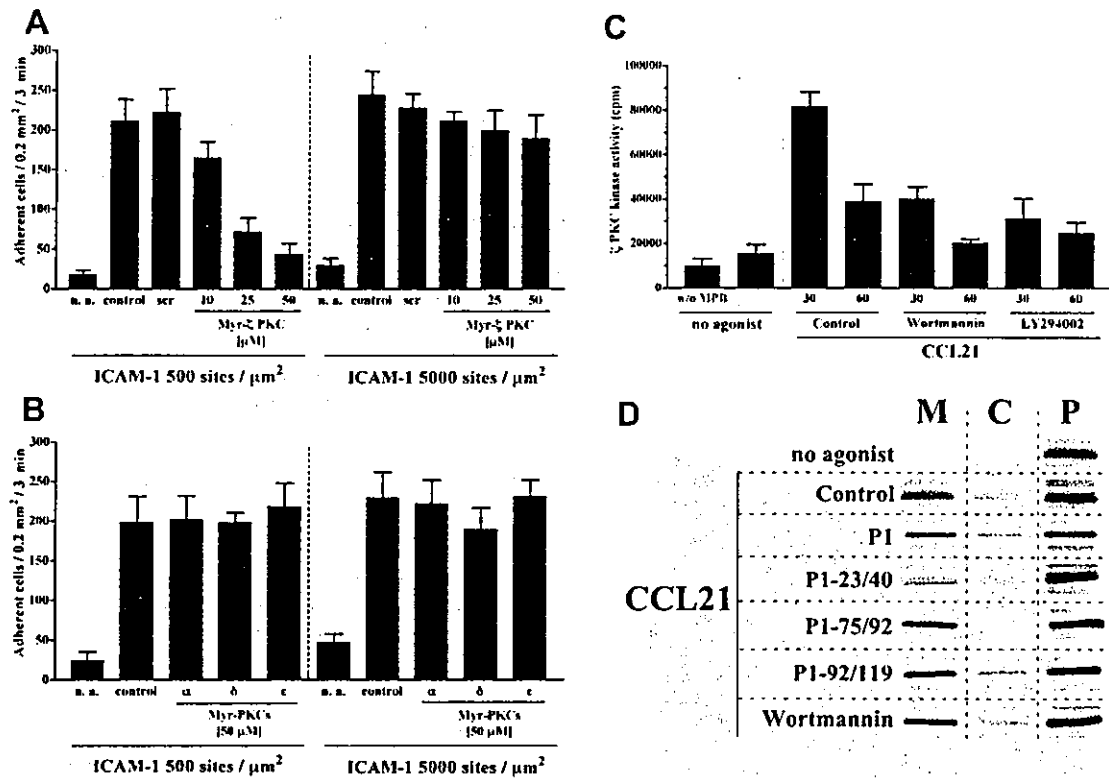 A
Adherent cells / 0.2 mm² / 3 min
300
250
200
150
100
50
0
n. a. control scr 10 25 50 n. a. control scr 10 25 50
Myr-ζ PKC Myr-ζ PKC
[μM] [μM]
ICAM-1 500 sites / μm² ICAM-1 5000 sites / μm²
B
Adherent cells / 0.2 mm² / 3 min
300
250
200
150
100
50
0
n. a. control α δ ε n. a. control α δ ε
Myr-PKCs Myr-PKCs
[50 μM] [50 μM]
ICAM-1 500 sites / μm² ICAM-1 5000 sites / μm²
C
ζ PKC kinase activity (cpm)
100000
80000
60000
40000
20000
0
w/o MPB 30 60 30 60 30 60
no agonist Control Wortmannin LY294002
CCL21
D
M C P
no agonist
Control
P1
P1-23/40
CCL21
P1-75/92
P1-92/119
Wortmannin